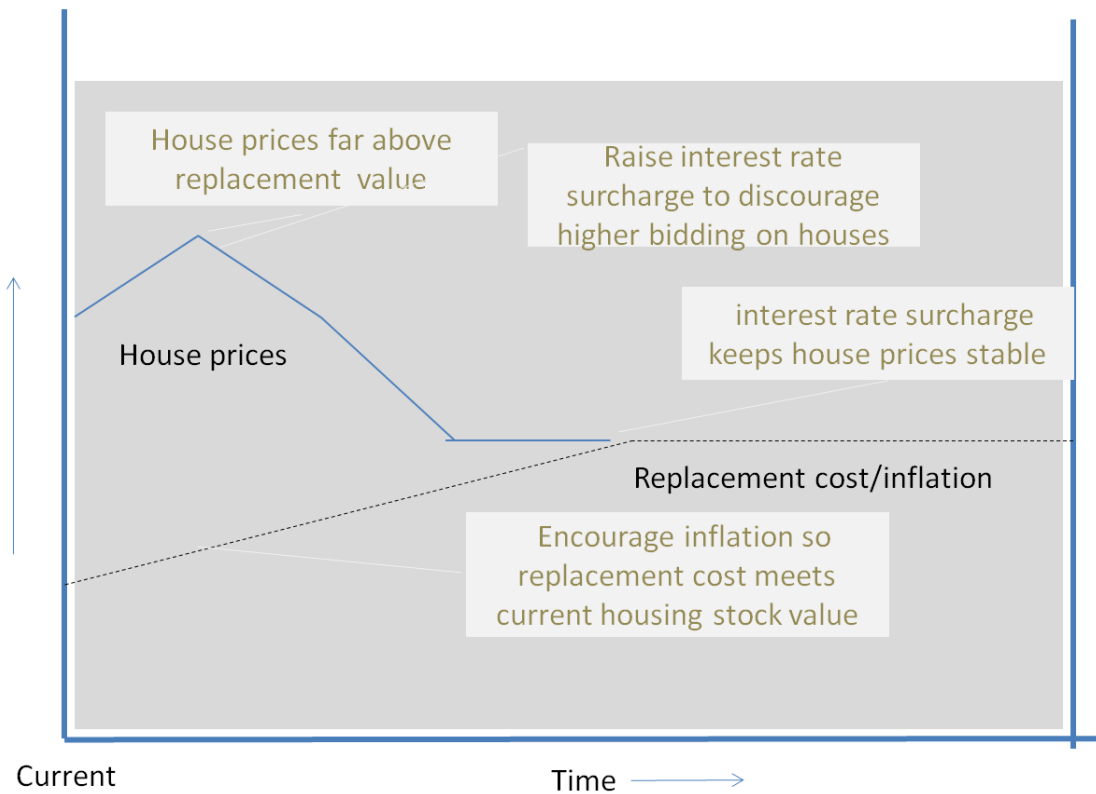 House prices far above
replacement value
Raise interest rate
surcharge to discourage
higher bidding on houses
interest rate surcharge
keeps house prices stable
House prices
Replacement cost/inflation
Encourage inflation so
replacement cost meets
current housing stock value
Current
Time